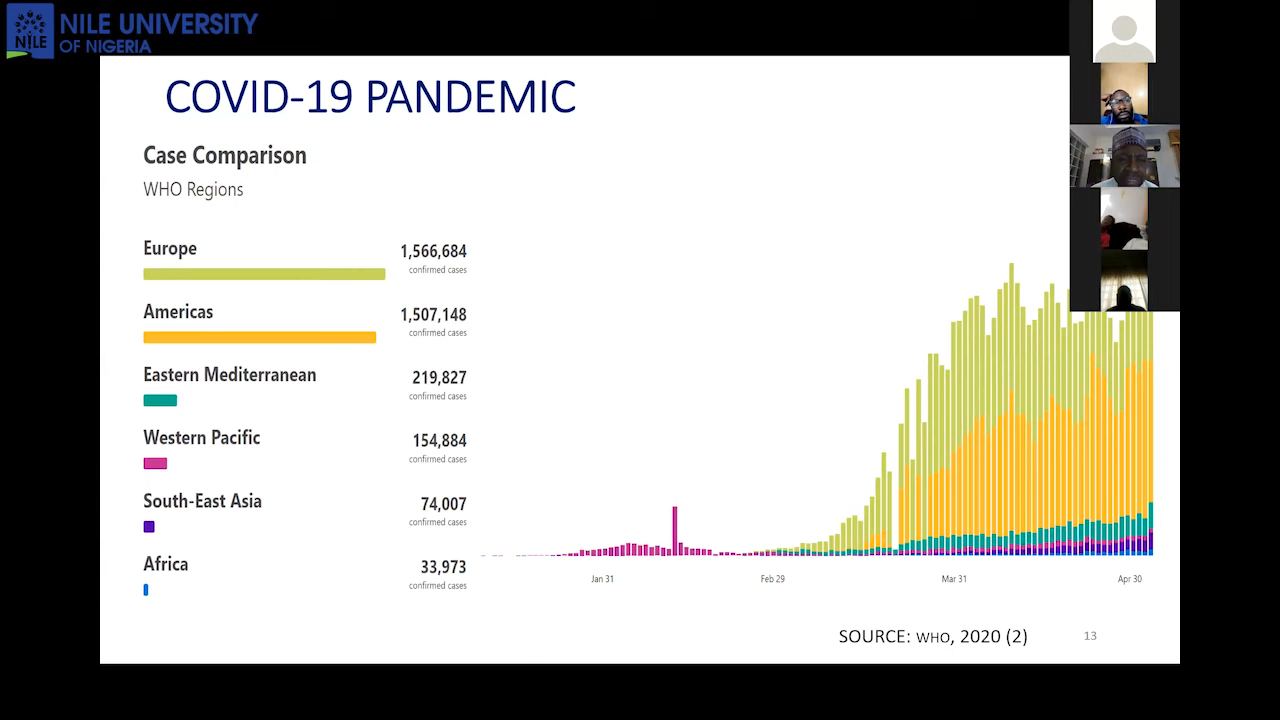 NILE UNIVERSITY
OF NIGERIA
NILE
COVID-19 PANDEMIC
Case Comparison
WHO Regions
Europe
1,566,684
confirmed cases
Americas
1,507,148
confirmed cases
Eastern Mediterranean
219,827
confirmed cases
Western Pacific
154,884
confirmed cases
South-East Asia
74,007
confirmed cases
Africa
33,973
confirmed cases
Jan 31
Feb 29
Mar 31
Apr 30
SOURCE: WHO, 2020 (2)
13